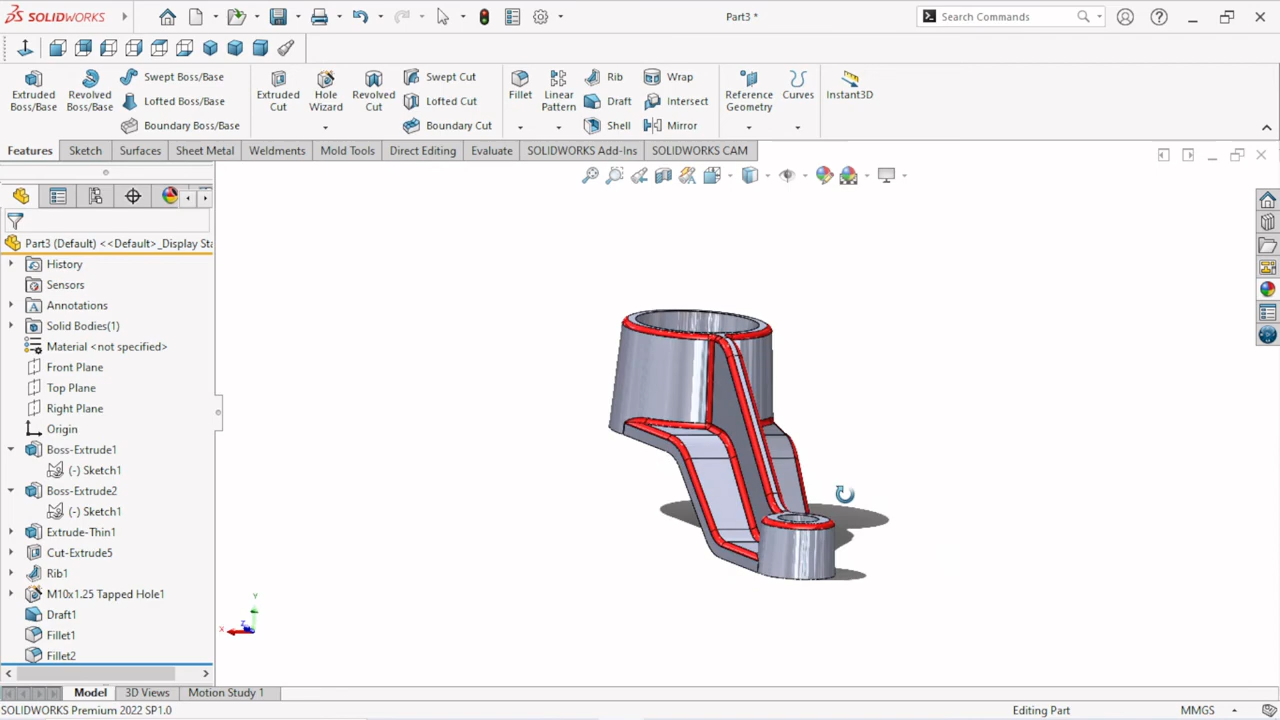 SOLIDWORKS
Part3 *
Search Commands
Extruded Boss/Base
Revolved Boss/Base
Swept Boss/Base
Lofted Boss/Base
Boundary Boss/Base
Extruded Cut
Hole Wizard
Revolved Cut
Swept Cut
Lofted Cut
Boundary Cut
Fillet
Linear Pattern
Rib
Draft
Shell
Wrap
Intersect
Mirror
Reference Geometry
Curves
Instant3D
Features
Sketch
Surfaces
Sheet Metal
Weldments
Mold Tools
Direct Editing
Evaluate
SOLIDWORKS Add-Ins
SOLIDWORKS CAM
Part3 (Default) <<Default>_Display Sta
History
Sensors
Annotations
Solid Bodies(1)
Material <not specified>
Front Plane
Top Plane
Right Plane
Origin
Boss-Extrude1
(-) Sketch1
Boss-Extrude2
(-) Sketch1
Extrude-Thin1
Cut-Extrude5
Rib1
M10x1.25 Tapped Hole1
Draft1
Fillet1
Fillet2
Y
X
Z
Model
3D Views
Motion Study 1
SOLIDWORKS Premium 2022 SP1.0
Editing Part
MMGS